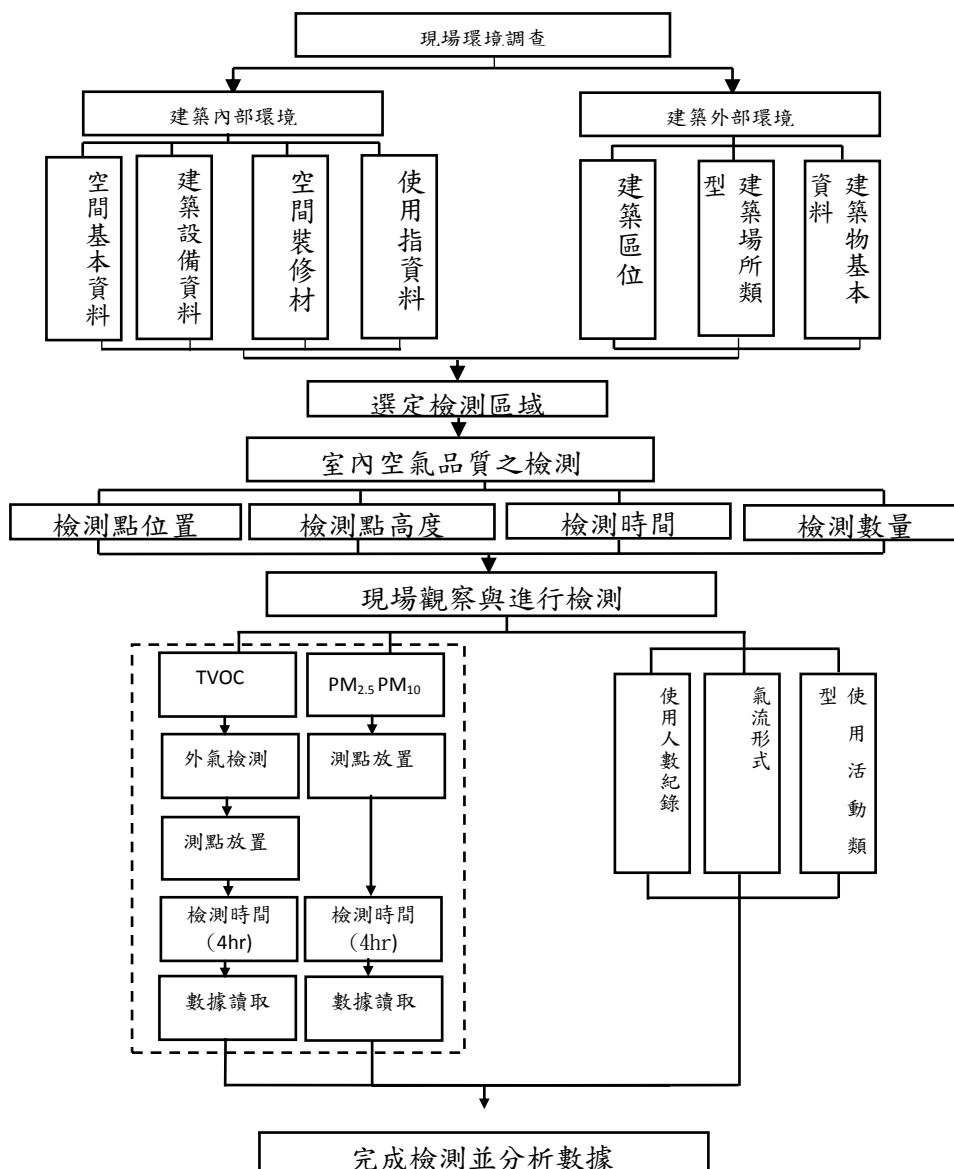 現場環境調查
建築內部環境
建築外部環境
空間基本資料
建築設備資料
空間裝修材
使用指資料
建築區位
建築場所類
型
建築物基本
資料
選定檢測區域
室內空氣品質之檢測
檢測點位置
檢測點高度
檢測時間
檢測數量
現場觀察與進行檢測
TVOC
外氣檢測
測點放置
檢測時間
（4hr)
數據讀取
PM2.5 PM10
測點放置
檢測時間
（4hr)
數據讀取
使用人數紀錄
氣流形式
使用活動類
型
完成檢測並分析數據